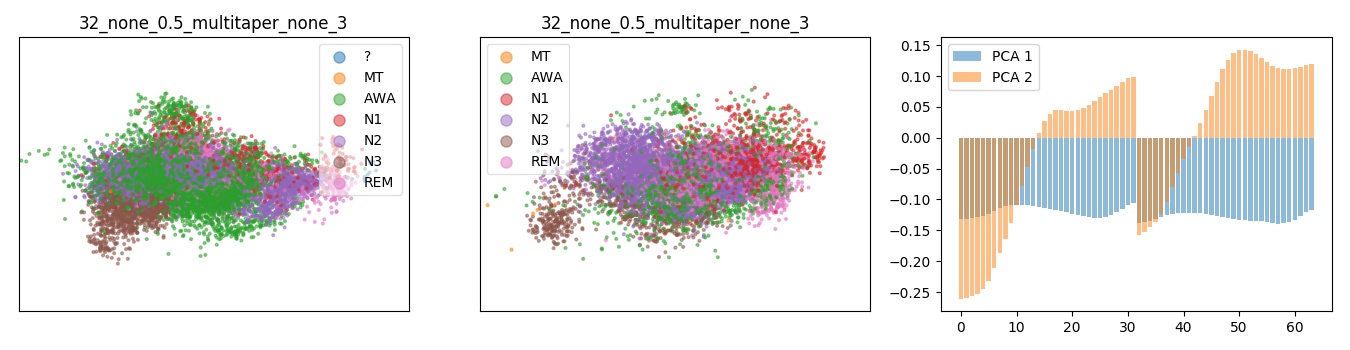 32_none_0.5_multitaper_none_3
?
MT
AWA
N1
N2
N3
REM
32_none_0.5_multitaper_none_3
MT
AWA
N1
N2
N3
REM
PCA 1
PCA 2
0.15
0.10
0.05
0.00
−0.05
−0.10
−0.15
−0.20
−0.25
0 10 20 30 40 50 60